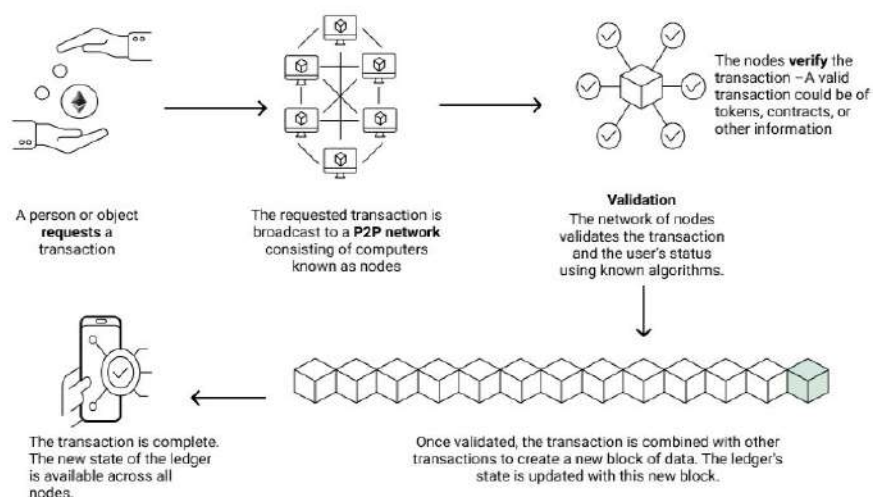 The nodes verify the
transaction –A valid
transaction could be of
tokens, contracts, or
other information
A person or object
requests a
transaction
The requested transaction is
broadcast to a P2P network
consisting of computers
known as nodes
Validation
The network of nodes
validates the transaction
and the user's status
using known algorithms.
The transaction is complete.
The new state of the ledger
is available across all
nodes.
Once validated, the transaction is combined with other
transactions to create a new block of data. The ledger's
state is updated with this new block.